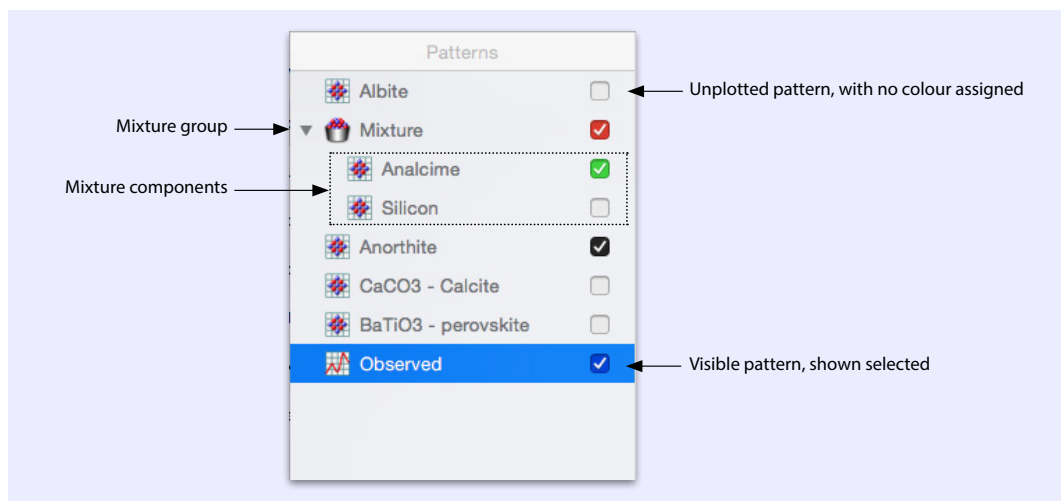 Patterns
Albite
Unplotted pattern, with no colour assigned
Mixture group
Mixture
Analcime
Mixture components
Silicon
Anorthite
CaCO3 - Calcite
BaTiO3 - perovskite
Observed
Visible pattern, shown selected